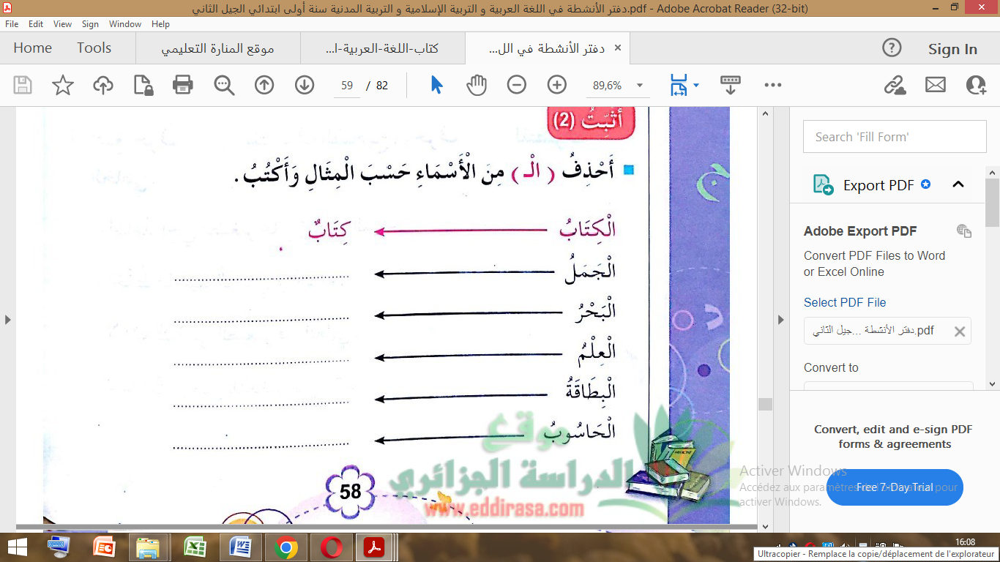 دفتر الأنشطة في اللغة العربية و التربية الإسلامية و التربية المدنية سنة أولى ابتدائي الجيل الثاني.pdf - Adobe Acrobat Reader (32-bit)
File Edit View Sign Window Help
Home Tools موقع المنارة التعليمي كتاب-اللغة-العربية-ا... دفتر الأنشطة في الل... Sign In
59 / 82 89,6%
أُثَبِّتُ (2)
أَحْذِفُ ( الْـ ) مِنَ الْأَسْمَاءِ حَسْبَ الْمِثَالِ وَأَكْتُبُ .
الْكِتَابُ كِتَابٌ
الْجَمَلُ ........
الْبَحْرُ ........
الْعِلْمُ ........
الْبِطَاقَةُ ........
الْحَاسُوبُ ........
موقع
الدراسة الجزائري
www.eddirasa.com
58
MEDICINE
Search 'Fill Form'
Export PDF
Adobe Export PDF
Convert PDF Files to Word
or Excel Online
Select PDF File
دفتر الأنشطة ...جيل الثاني.pdf
Convert to
Convert, edit and e-sign PDF
forms & agreements
Free 7-Day Trial
Activer Windows
Accédez aux paramètres pour
activer Windows.
16:08
Ultracopier - Remplace la copie/déplacement de l'explorateur